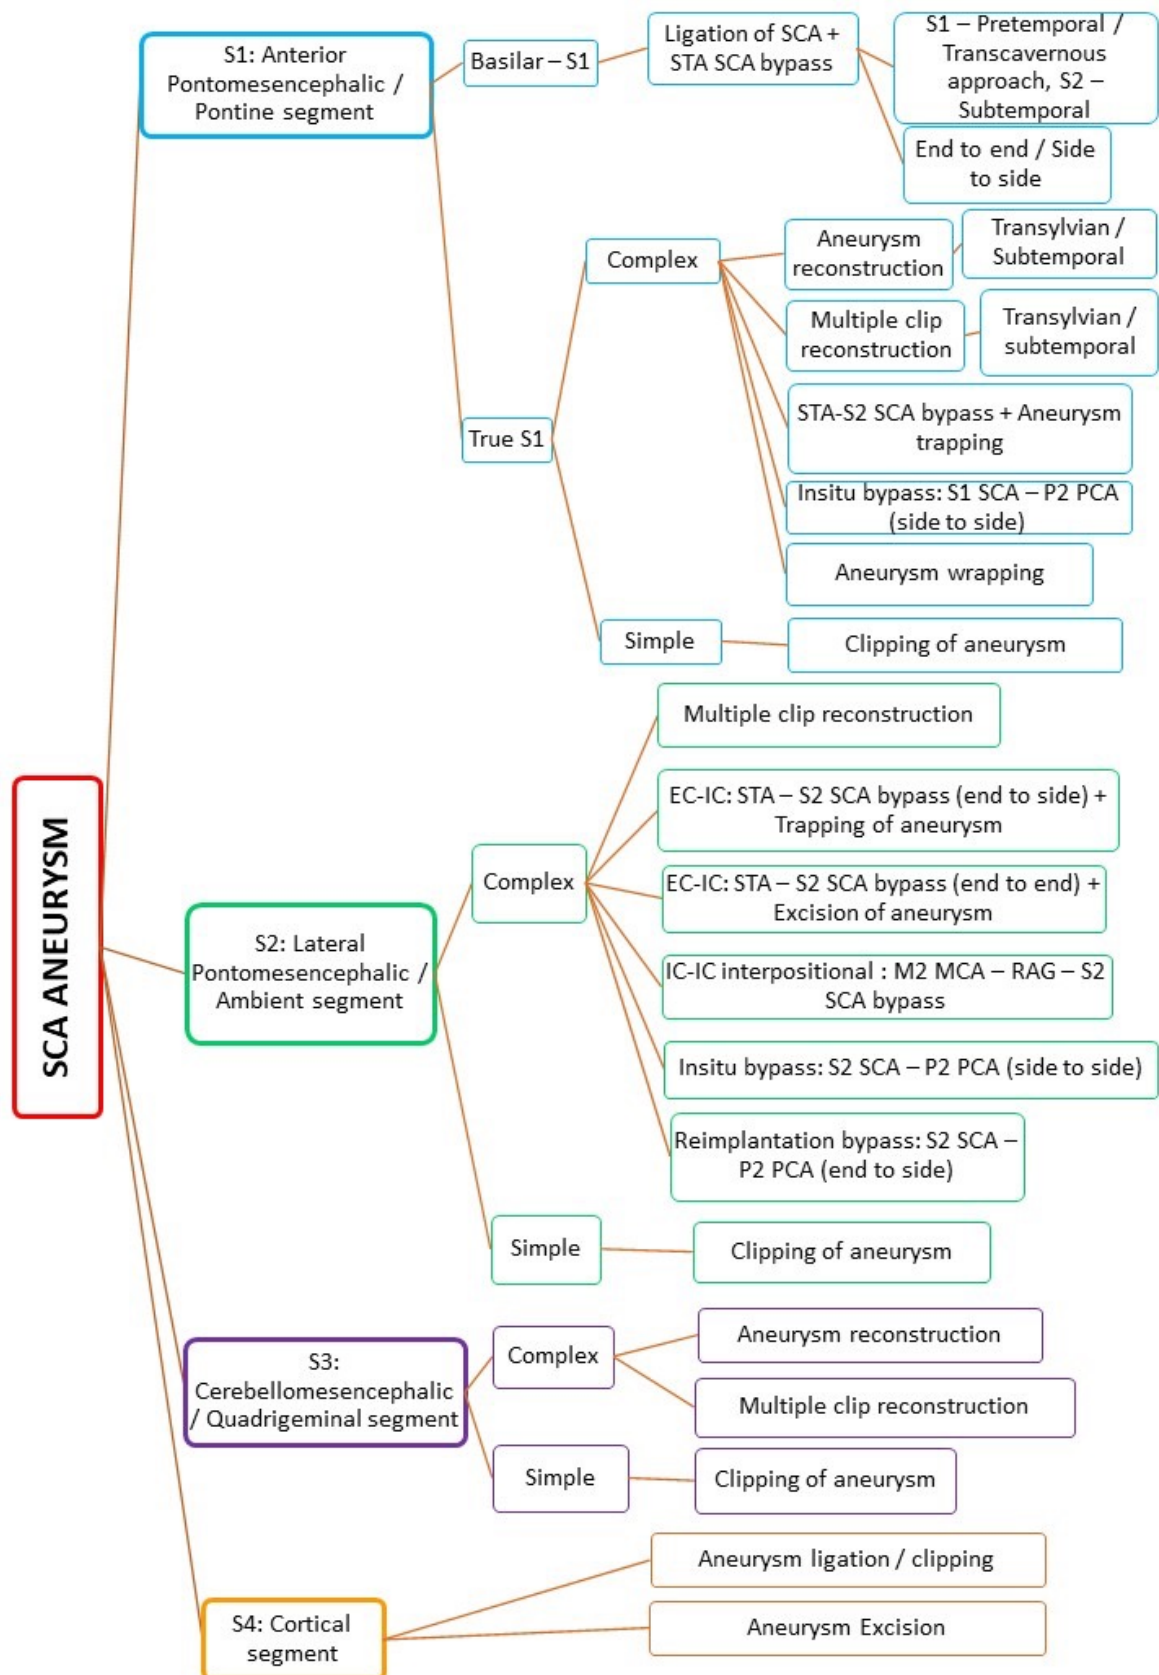 SCA ANEURYSM
S1: Anterior
Pontomesencephalic /
Pontine segment
Basilar – S1
Ligation of SCA +
STA SCA bypass
S1 – Pretemporal /
Transcavernous
approach, S2 –
Subtemporal
End to end / Side
to side
True S1
Complex
Aneurysm
reconstruction
Transylvian /
Subtemporal
Multiple clip
reconstruction
Transylvian /
subtemporal
STA-S2 SCA bypass + Aneurysm
trapping
Insitu bypass: S1 SCA – P2 PCA
(side to side)
Aneurysm wrapping
Simple
Clipping of aneurysm
S2: Lateral
Pontomesencephalic /
Ambient segment
Complex
Multiple clip reconstruction
EC-IC: STA – S2 SCA bypass (end to side) +
Trapping of aneurysm
EC-IC: STA – S2 SCA bypass (end to end) +
Excision of aneurysm
IC-IC interpositional : M2 MCA – RAG – S2
SCA bypass
Insitu bypass: S2 SCA – P2 PCA (side to side)
Reimplantation bypass: S2 SCA –
P2 PCA (end to side)
Simple
Clipping of aneurysm
S3:
Cerebellomesencephalic
/ Quadrigeminal segment
Complex
Aneurysm reconstruction
Multiple clip reconstruction
Simple
Clipping of aneurysm
S4: Cortical
segment
Aneurysm ligation / clipping
Aneurysm Excision